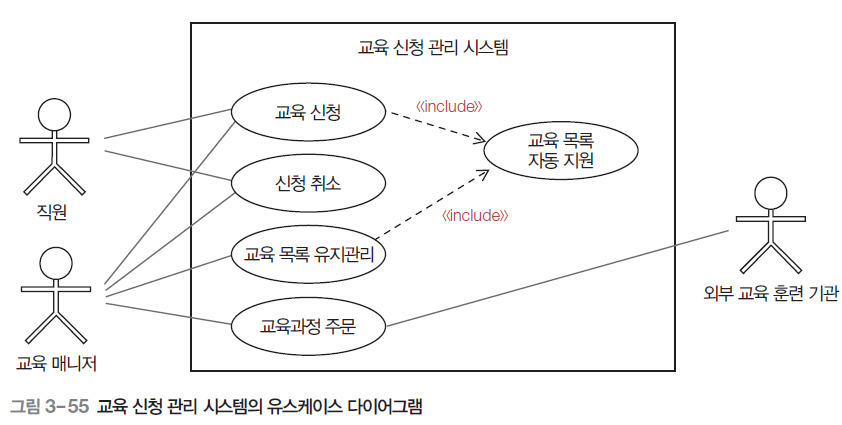 교육 신청 관리 시스템
교육 신청
《include》
교육 목록
자동 지원
신청 취소
직원
《include》
교육 목록 유지관리
외부 교육 훈련 기관
교육과정 주문
교육 매니저
그림 3-55 교육 신청 관리 시스템의 유스케이스 다이어그램